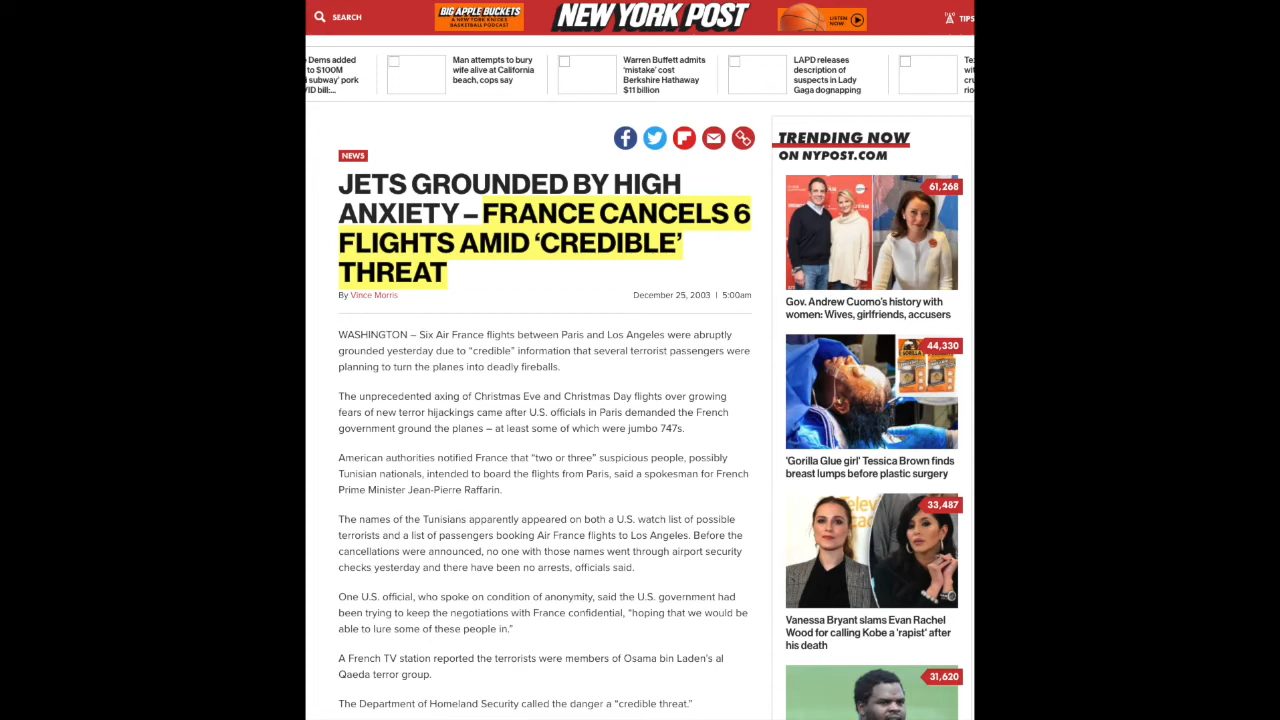 SEARCH
BIG APPLE BUCKETS
A NEW YORK KNICKS
BASKETBALL PODCAST
NEW YORK POST
LISTEN
NOW
TIPS
Dems added
to $100M
subway' pork
bill:...
Man attempts to bury
wife alive at California
beach, cops say
Warren Buffett admits
'mistake' cost
Berkshire Hathaway
$11 billion
LAPD releases
description of
suspects in Lady
Gaga dognapping
NEWS
JETS GROUNDED BY HIGH
ANXIETY – FRANCE CANCELS 6
FLIGHTS AMID ‘CREDIBLE’
THREAT
By Vince Morris
December 25, 2003 | 5:00am
WASHINGTON – Six Air France flights between Paris and Los Angeles were abruptly
grounded yesterday due to “credible” information that several terrorist passengers were
planning to turn the planes into deadly fireballs.
The unprecedented axing of Christmas Eve and Christmas Day flights over growing
fears of new terror hijackings came after U.S. officials in Paris demanded the French
government ground the planes – at least some of which were jumbo 747s.
American authorities notified France that “two or three” suspicious people, possibly
Tunisian nationals, intended to board the flights from Paris, said a spokesman for French
Prime Minister Jean-Pierre Raffarin.
The names of the Tunisians apparently appeared on both a U.S. watch list of possible
terrorists and a list of passengers booking Air France flights to Los Angeles. Before the
cancellations were announced, no one with those names went through airport security
checks yesterday and there have been no arrests, officials said.
One U.S. official, who spoke on condition of anonymity, said the U.S. government had
been trying to keep the negotiations with France confidential, “hoping that we would be
able to lure some of these people in.”
A French TV station reported the terrorists were members of Osama bin Laden’s al
Qaeda terror group.
The Department of Homeland Security called the danger a “credible threat.”
TRENDING NOW
ON NYPOST.COM
61,268
Gov. Andrew Cuomo’s history with
women: Wives, girlfriends, accusers
44,330
'Gorilla Glue girl' Tessica Brown finds
breast lumps before plastic surgery
33,487
Vanessa Bryant slams Evan Rachel
Wood for calling Kobe a 'rapist' after
his death
31,620